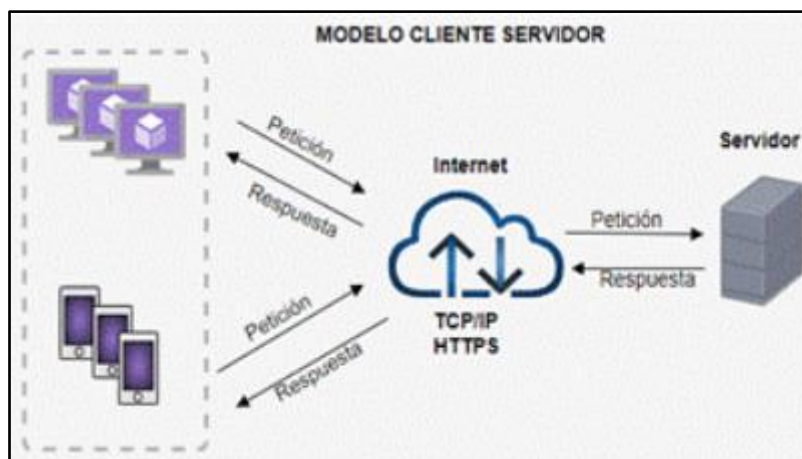 MODELO CLIENTE SERVIDOR
Petición
Respuesta
Internet
Servidor
Petición
Respuesta
Petición
Respuesta
TCP/IP
HTTPS